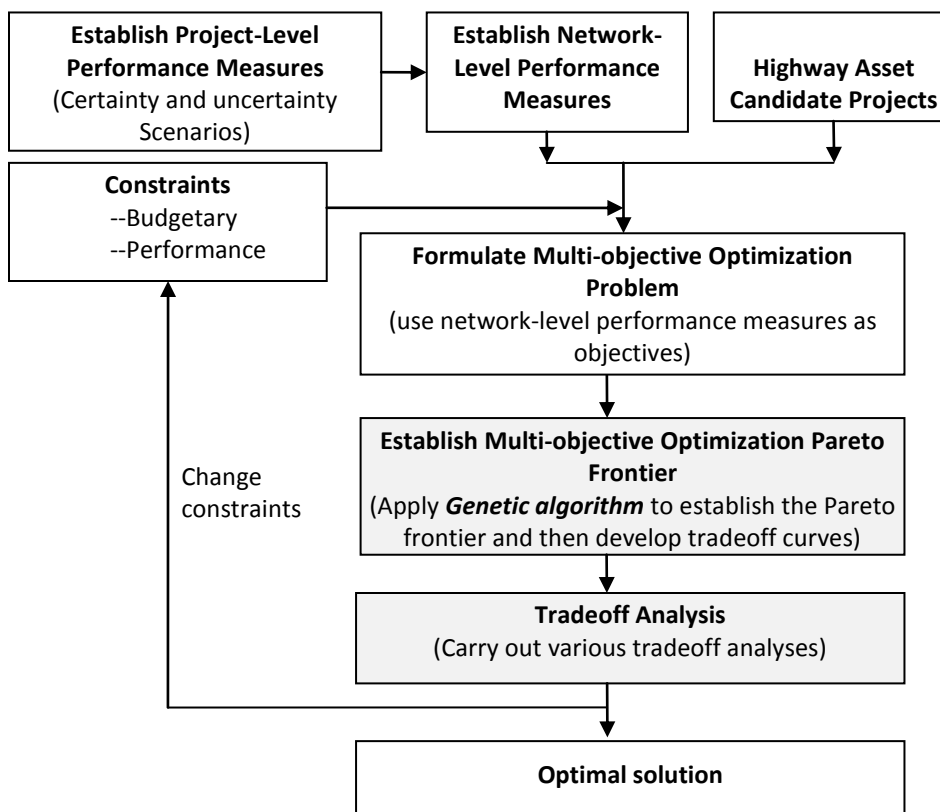 Establish Project-Level
Performance Measures
(Certainty and uncertainty
Scenarios)
Establish Network-
Level Performance
Measures
Highway Asset
Candidate Projects
Constraints
--Budgetary
--Performance
Formulate Multi-objective Optimization
Problem
(use network-level performance measures as
objectives)
Establish Multi-objective Optimization Pareto
Frontier
(Apply Genetic algorithm to establish the Pareto
frontier and then develop tradeoff curves)
Change
constraints
Tradeoff Analysis
(Carry out various tradeoff analyses)
Optimal solution